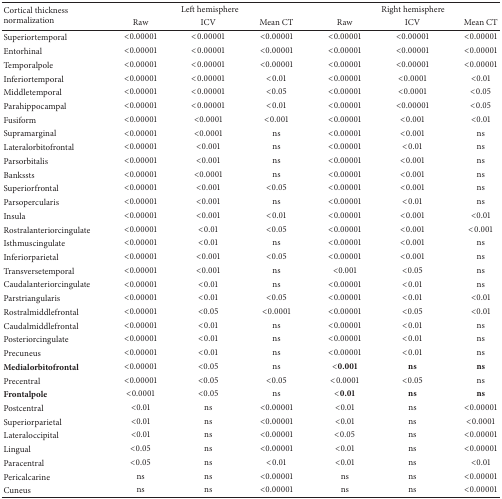 Cortical thickness normalization Left hemisphere Right hemisphere
Raw ICV Mean CT Raw ICV Mean CT
Superiortemporal <0.00001 <0.00001 <0.00001 <0.00001 <0.00001 <0.00001
Entorhinal <0.00001 <0.00001 <0.00001 <0.00001 <0.00001 <0.00001
Temporalpole <0.00001 <0.00001 <0.00001 <0.00001 <0.00001 <0.00001
Inferiortemporal <0.00001 <0.00001 <0.01 <0.00001 <0.0001 <0.01
Middletemporal <0.00001 <0.00001 <0.05 <0.00001 <0.0001 <0.05
Parahippocampal <0.00001 <0.00001 <0.01 <0.00001 <0.00001 <0.05
Fusiform <0.00001 <0.0001 <0.001 <0.00001 <0.001 <0.01
Supramarginal <0.00001 <0.0001 ns <0.00001 <0.001 ns
Lateralorbitofrontal <0.00001 <0.001 ns <0.00001 <0.01 ns
Parsorbitalis <0.00001 <0.001 ns <0.00001 <0.001 ns
Bankssts <0.00001 <0.0001 ns <0.00001 <0.001 ns
Superiorfrontal <0.00001 <0.001 <0.05 <0.00001 <0.001 ns
Parsopercularis <0.00001 <0.001 ns <0.00001 <0.01 ns
Insula <0.00001 <0.001 <0.01 <0.00001 <0.001 <0.01
Rostralanteriorcingulate <0.00001 <0.01 <0.05 <0.00001 <0.001 <0.001
Isthmuscingulate <0.00001 <0.01 ns <0.00001 <0.001 ns
Inferiorparietal <0.00001 <0.001 <0.05 <0.00001 <0.001 ns
Transversetemporal <0.00001 <0.001 ns <0.001 <0.05 ns
Caudalanteriorcingulate <0.00001 <0.01 ns <0.00001 <0.01 ns
Parstriangularis <0.00001 <0.01 <0.05 <0.00001 <0.01 <0.01
Rostralmiddlefrontal <0.00001 <0.05 <0.0001 <0.00001 <0.05 <0.01
Caudalmiddlefrontal <0.00001 <0.01 ns <0.00001 <0.01 ns
Posteriorcingulate <0.00001 <0.01 ns <0.00001 <0.01 ns
Precuneus <0.00001 <0.01 ns <0.00001 <0.01 ns
Medialorbitofrontal <0.00001 <0.05 ns <0.001 ns ns
Precentral <0.00001 <0.05 <0.05 <0.0001 <0.05 ns
Frontalpole <0.0001 <0.05 ns <0.01 ns ns
Postcentral <0.01 ns <0.00001 <0.01 ns <0.00001
Superiorparietal <0.01 ns <0.00001 <0.01 ns <0.0001
Lateraloccipital <0.01 ns <0.00001 <0.05 ns <0.00001
Lingual <0.05 ns <0.00001 <0.01 ns <0.00001
Paracentral <0.05 ns <0.01 <0.01 ns <0.01
Pericalcarine ns ns <0.00001 ns ns <0.00001
Cuneus ns ns <0.00001 ns ns <0.00001